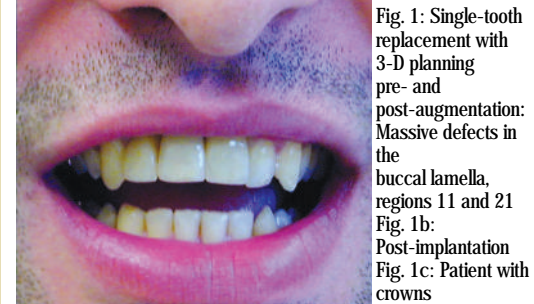 Fig. 1: Single-tooth
replacement with
3-D planning
pre- and
post-augmentation:
Massive defects in
the
buccal lamella,
regions 11 and 21
Fig. 1b:
Post-implantation
Fig. 1c: Patient with
crowns